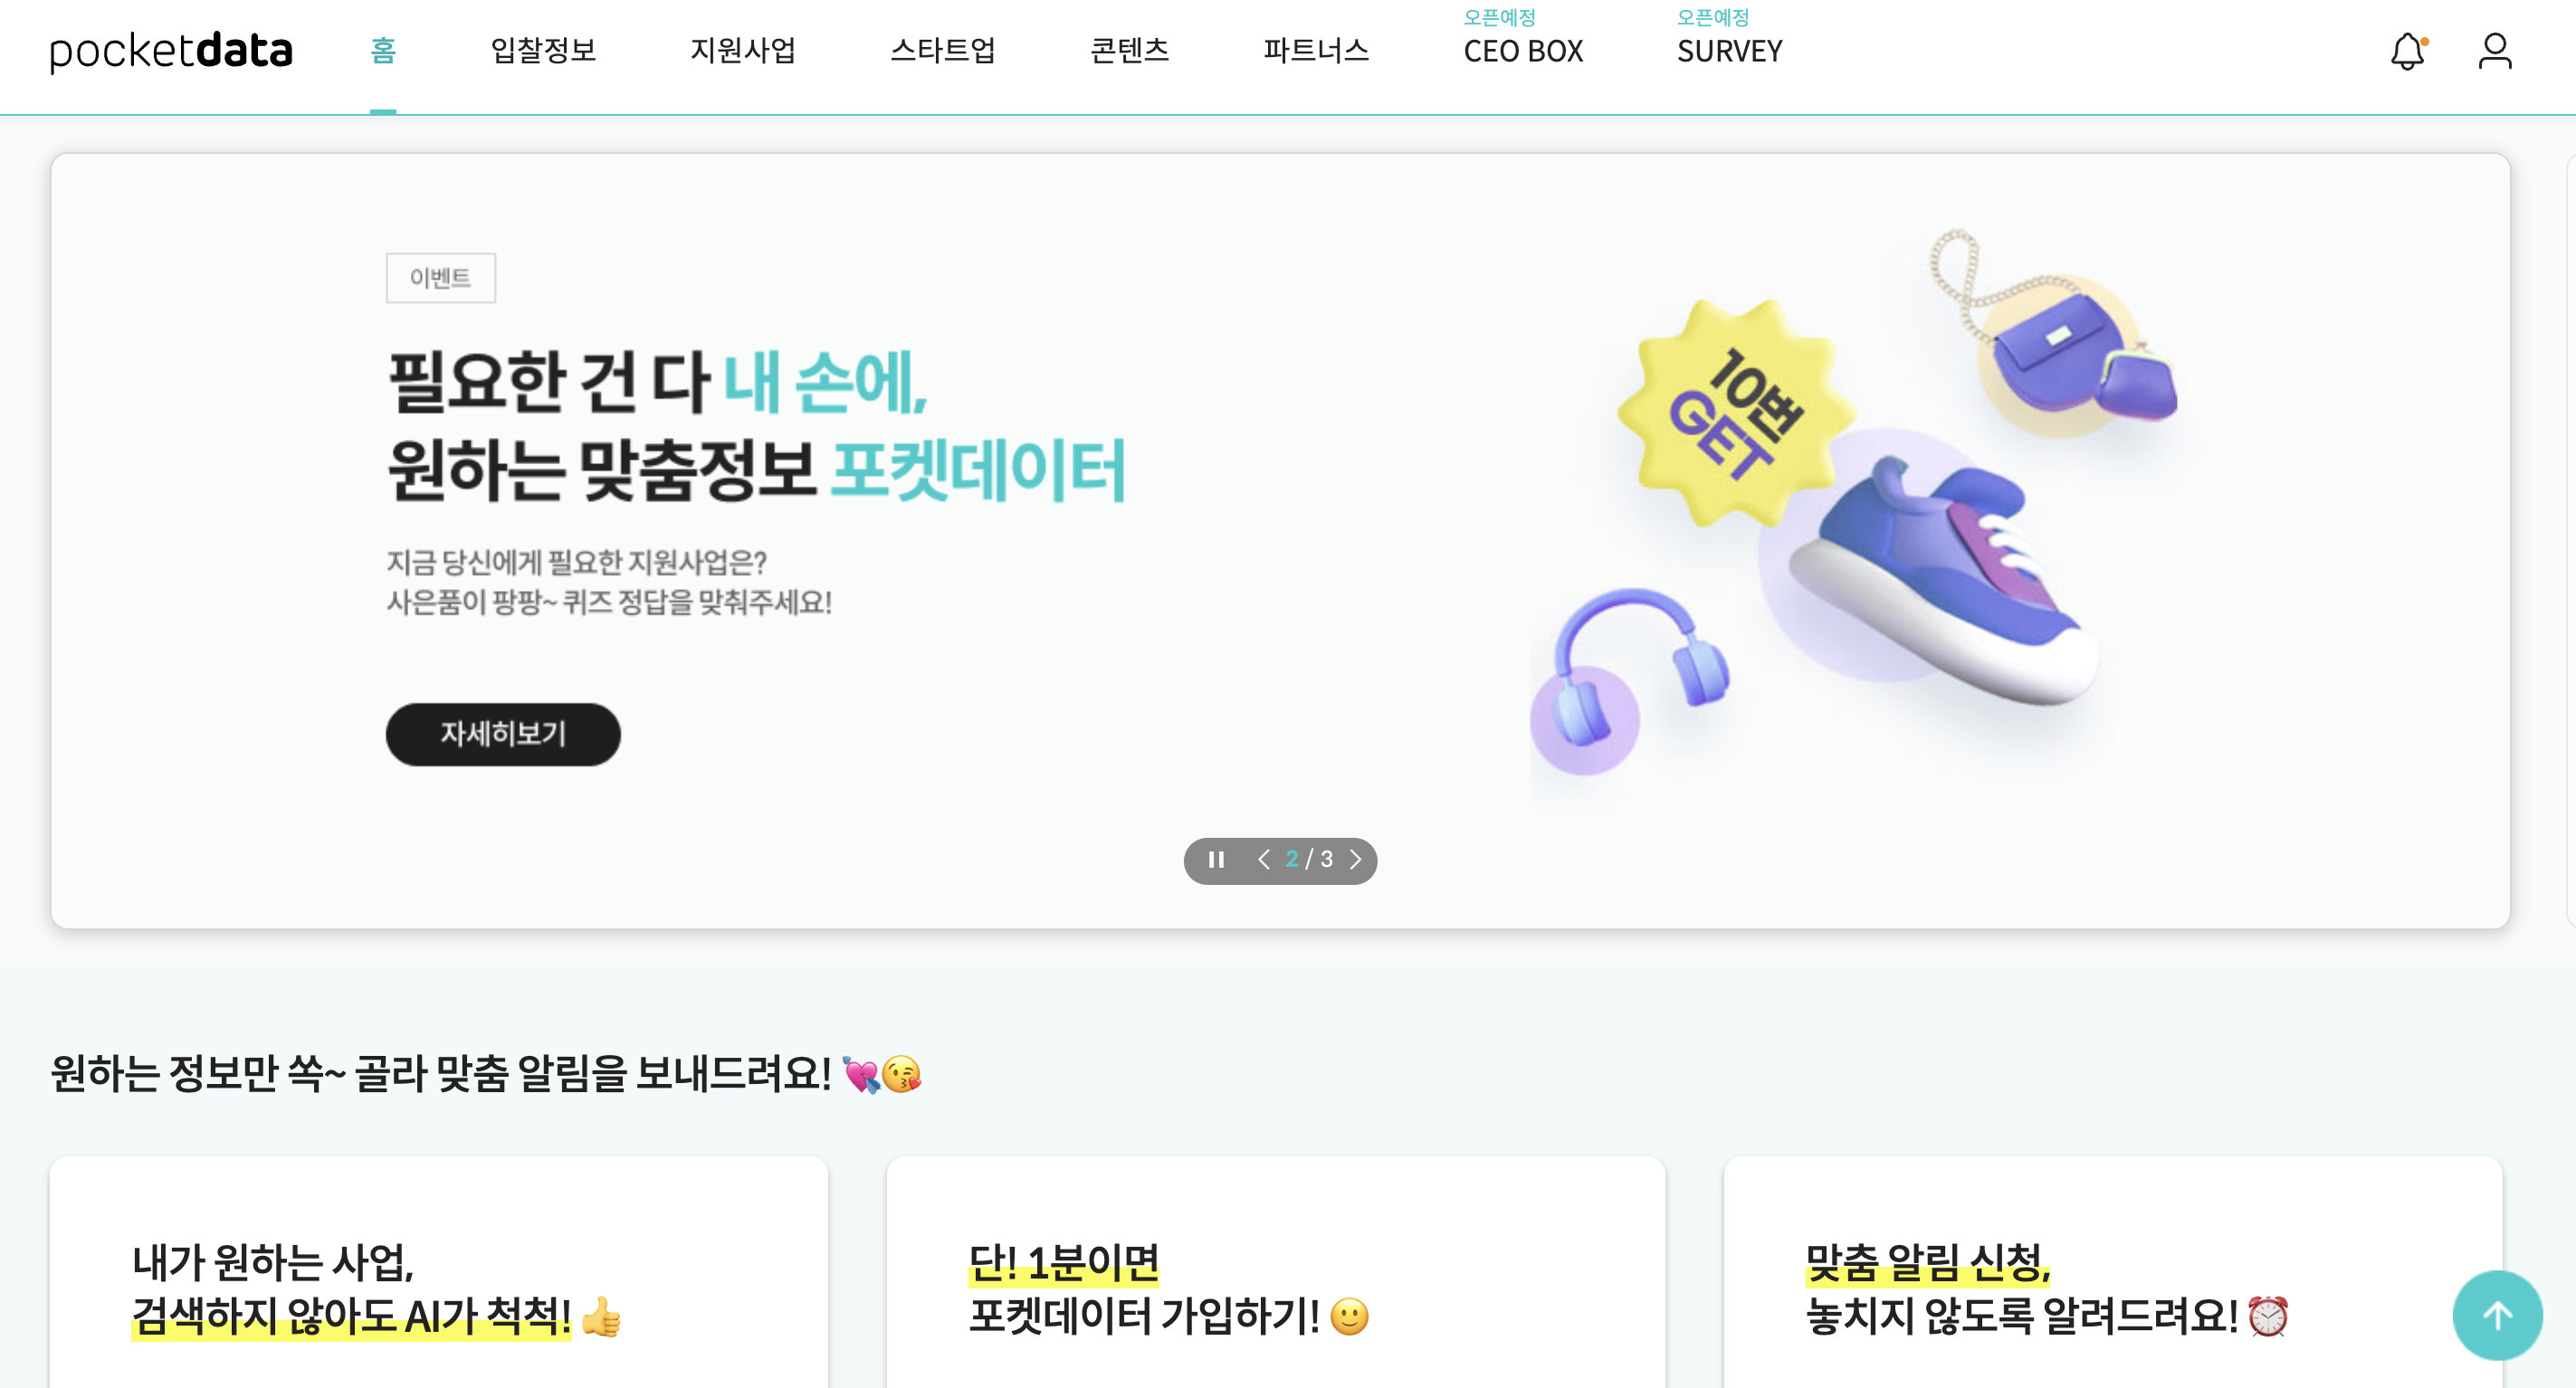 pocketdata
홈
입찰정보
지원사업
스타트업
콘텐츠
파트너스
오픈예정
CEO BOX
오픈예정
SURVEY
이벤트
필요한 건 다 내 손에,
원하는 맞춤정보 포켓데이터
지금 당신에게 필요한 지원사업은?
사은품이 팡팡~ 퀴즈 정답을 맞춰주세요!
자세히보기
10번
GET
2 / 3
원하는 정보만 쏙~ 골라 맞춤 알림을 보내드려요! 💘😘
내가 원하는 사업,
검색하지 않아도 AI가 척척! 👍
단! 1분이면
포켓데이터 가입하기! 🙂
맞춤 알림 신청,
놓치지 않도록 알려드려요! ⏰